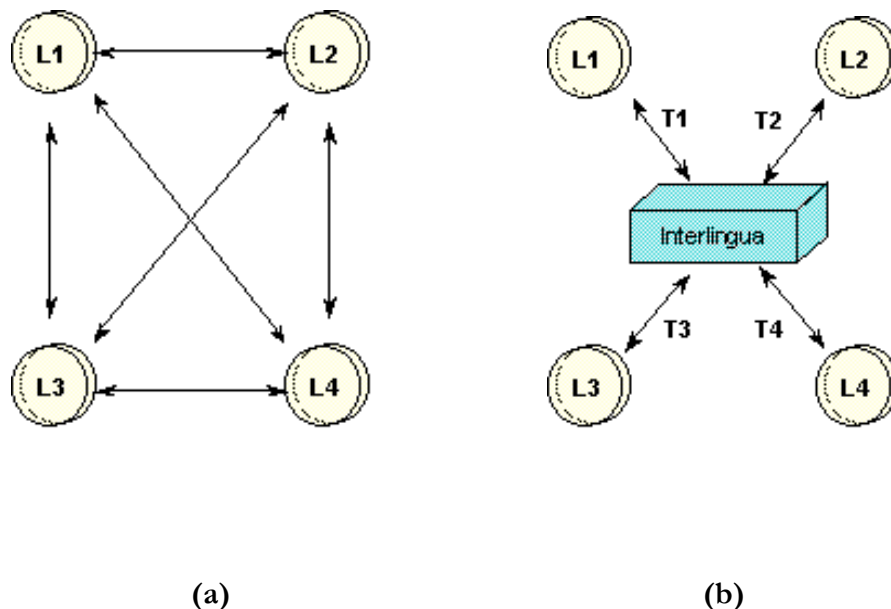 L1 L2 L1 L2
T1 T2
Interlingua
T3 T4
L3 L4 L3 L4
(a) (b)